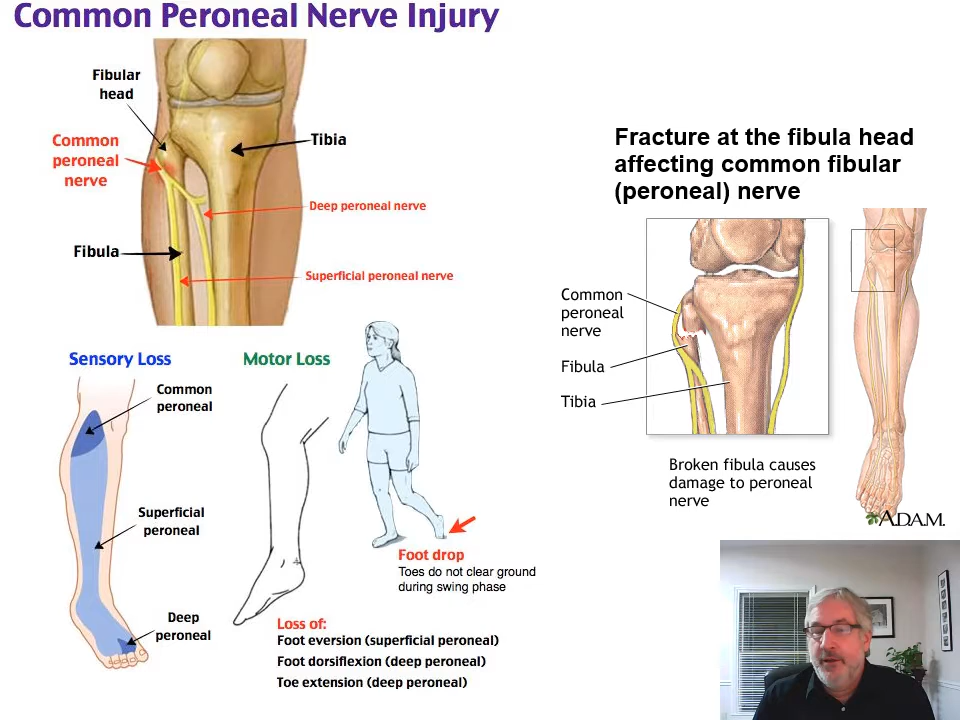 Common Peroneal Nerve Injury
Fibular
head
Common
peroneal
nerve
Tibia
Deep peroneal nerve
Fibula
Superficial peroneal nerve
Sensory Loss
Motor Loss
Common
peroneal
Superficial
peroneal
Deep
peroneal
Foot drop
Toes do not clear ground
during swing phase
Loss of:
Foot eversion (superficial peroneal)
Foot dorsiflexion (deep peroneal)
Toe extension (deep peroneal)
Fracture at the fibula head
affecting common fibular
(peroneal) nerve
Common
peroneal
nerve
Fibula
Tibia
Broken fibula causes
damage to peroneal
nerve
A.D.A.M.